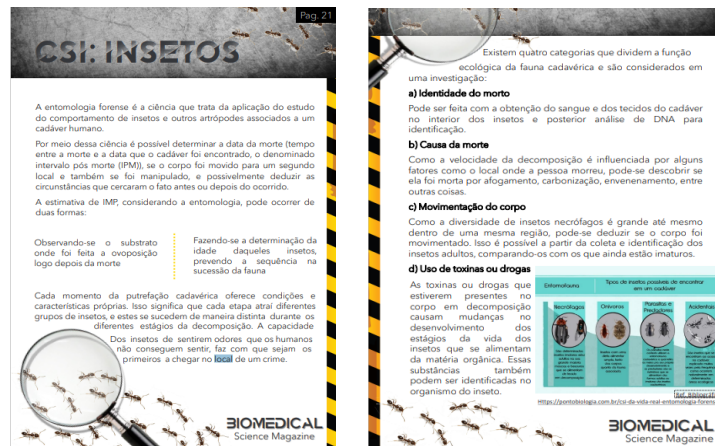 Pag. 21
CSI: INSETOS
A entomologia forense é a ciência que trata da aplicação do estudo
do comportamento de insetos e outros artrópodes associados a um
cadáver humano.
Por meio dessa ciência é possível determinar a data da morte (tempo
entre a morte e a data que o cadáver foi encontrado, o denominado
intervalo pós morte (IPM)), se o corpo foi movido para um segundo
local e também se foi manipulado, e possivelmente deduzir as
circunstâncias que cercaram o fato antes ou depois do ocorrido.
A estimativa de IMP, considerando a entomologia, pode ocorrer de
duas formas:
Observando-se o substrato
onde foi feita a ovoposição
logo depois da morte
Fazendo-se a determinação da
idade daqueles insetos,
prevendo a sequência na
sucessão da fauna
Cada momento da putrefação cadavérica oferece condições e
características próprias. Isso significa que cada etapa atraí diferentes
grupos de insetos, e estes se sucedem de maneira distinta durante os
diferentes estágios da decomposição. A capacidade
Dos insetos de sentirem odores que os humanos
não conseguem sentir, faz com que sejam os
primeiros a chegar no local de um crime.
BIOMEDICAL
Science Magazine
Existem quatro categorias que dividem a função
ecológica da fauna cadavérica e são considerados em
uma investigação:
a) Identidade do morto
Pode ser feita com a obtenção do sangue e dos tecidos do cadáver
no interior dos insetos e posterior análise de DNA para
identificação.
b) Causa da morte
Como a velocidade da decomposição é influenciada por alguns
fatores como o local onde a pessoa morreu, pode-se descobrir se
ela foi morta por afogamento, carbonização, envenenamento, entre
outras coisas.
c) Movimentação do corpo
Como a diversidade de insetos necrófagos é grande até mesmo
dentro de uma mesma região, pode-se deduzir se o corpo foi
movimentado. Isso é possível a partir da coleta e identificação dos
insetos adultos, comparando-os com os que ainda estão imaturos.
d) Uso de toxinas ou drogas
As toxinas ou drogas que
estiverem presentes no
corpo em decomposição
causam mudanças no
desenvolvimento dos
estágios da vida dos
insetos que se alimentam
da matéria orgânica. Essas
substâncias também
podem ser identificadas no
organismo do inseto.
Entomofauna
Tipos de insetos possíveis de encontrar
em um cadáver
Necrófagos
Onívoros
Parasitas e
Predadores
Acidentais
Ref. Bibliográf
https://pontobiologia.com.br/csi-da-vida-real-entomologia-forens
BIOMEDICAL
Science Magazine